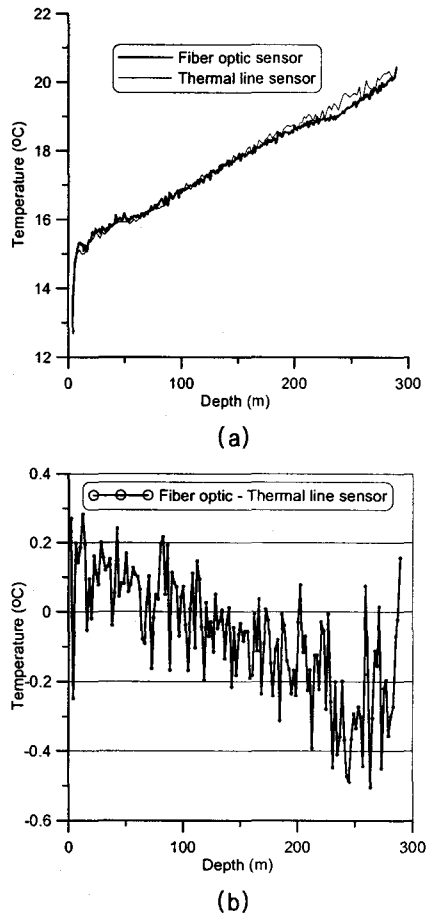 22
20
18
16
14
12
Temperature (ºC)
Fiber optic sensor
Thermal line sensor
0
100
200
300
Depth (m)
(a)
0.4
0.2
0
-0.2
-0.4
-0.6
Temperature (ºC)
Fiber optic - Thermal line sensor
0
100
200
300
Depth (m)
(b)